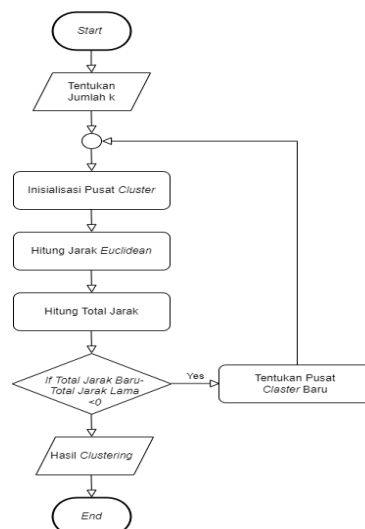 Start
Tentukan
Jumlah k
Inisialisasi Pusat Cluster
Hitung Jarak Euclidean
Hitung Total Jarak
If Total Jarak Baru-
Total Jarak Lama
<0
Yes
Tentukan Pusat
Claster Baru
Hasil Clustering
End